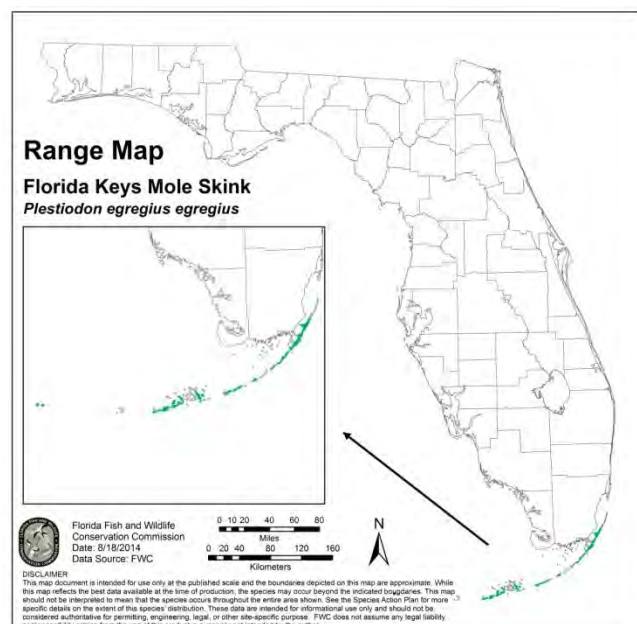 Range Map
Florida Keys Mole Skink
Plestiodon egregius egregius
Florida Fish and Wildlife
Conservation Commission
Date: 8/18/2014
Data Source: FWC
0 10 20 40 60 80
Miles
0 20 40 80 120 160
Kilometers
N
DISCLAIMER
This map document is intended for use only at the published scale and the boundaries depicted on this map are approximate. While
this map reflects the best data available at the time of production, the species may occur beyond the indicated boundaries. This map
should not be interpreted to mean that the species occurs throughout the entire area shown. See the Species Action Plan for more
specific details on the extent of this species' distribution. These data are intended for informational use only and should not be
considered authoritative for permitting, engineering, legal, or other site-specific purpose. FWC does not assume any legal liability